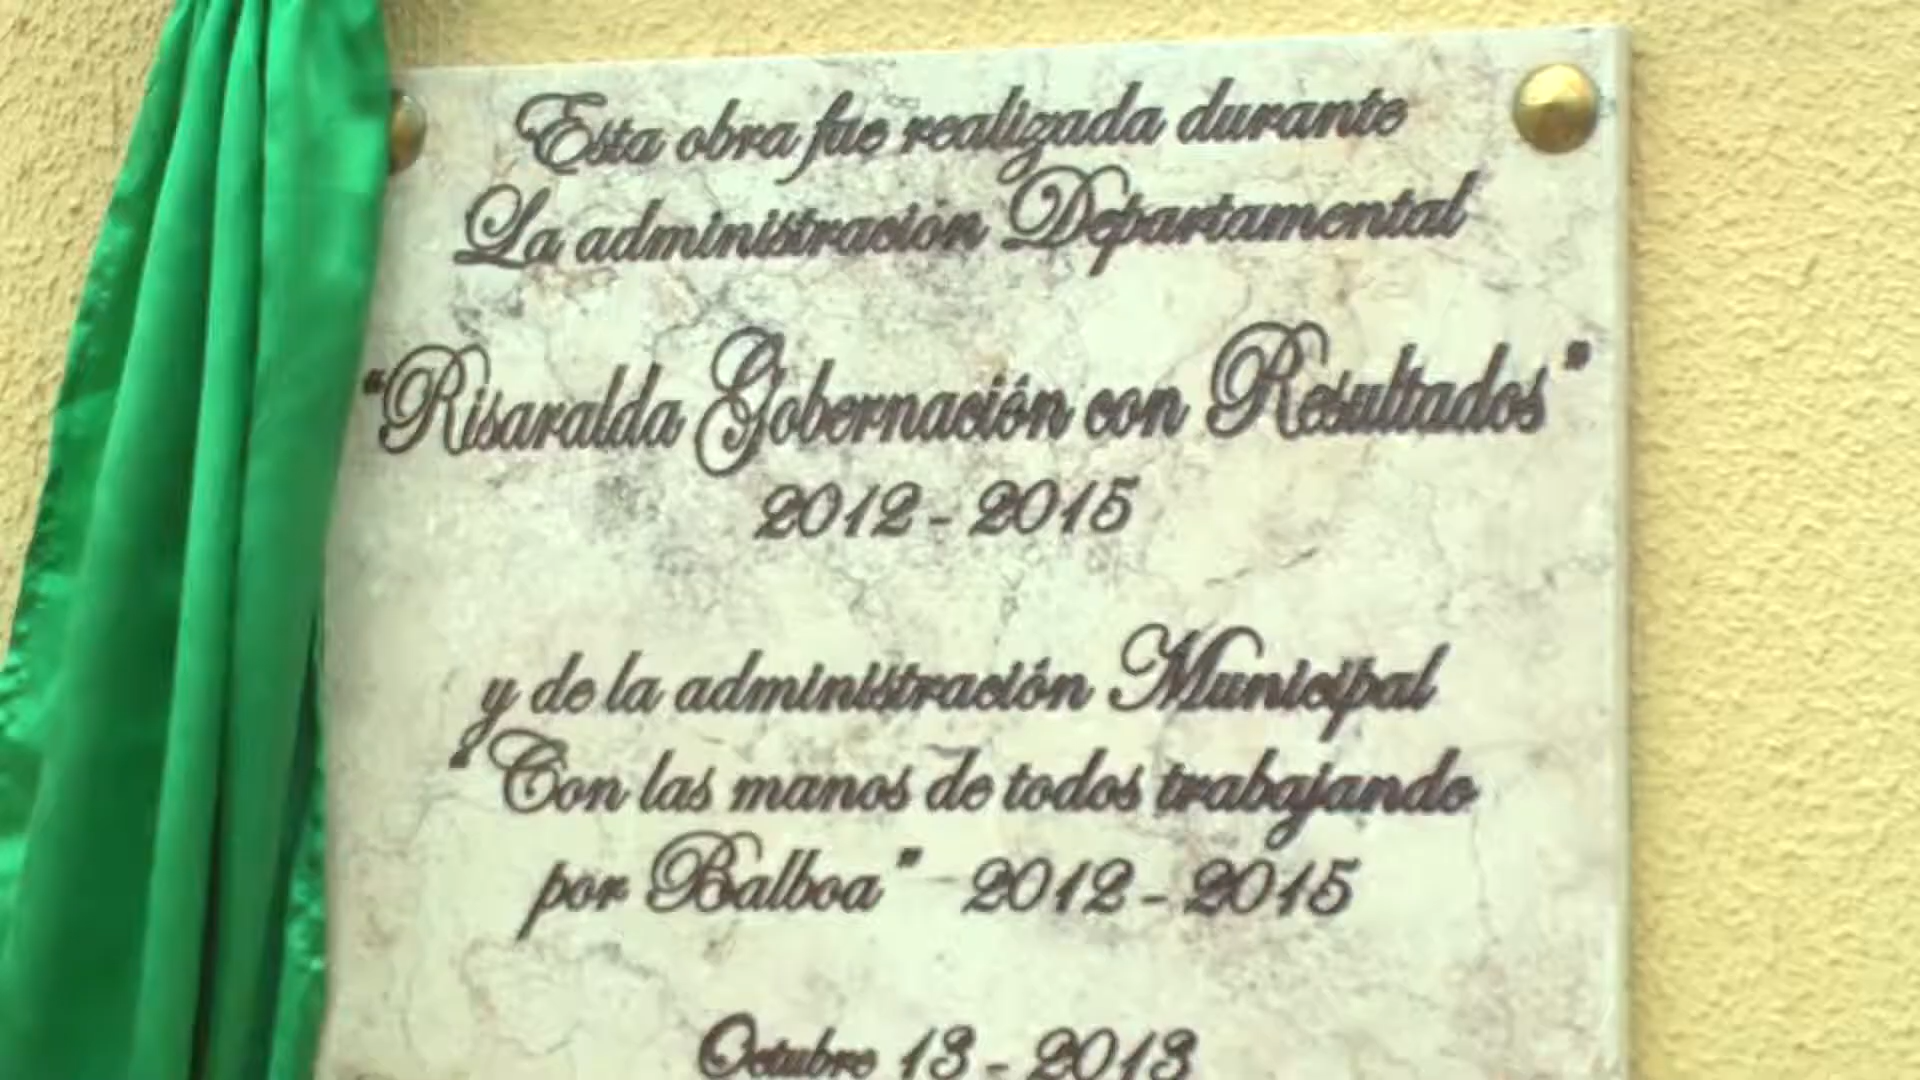 Esta obra fue realizada durante
La administración Departamental
"Risaralda Gobernación con Resultados"
2012 - 2015
y de la administración Municipal
"Con las manos de todos trabajando
por Balboa" 2012 - 2015
Octubre 13 - 2013